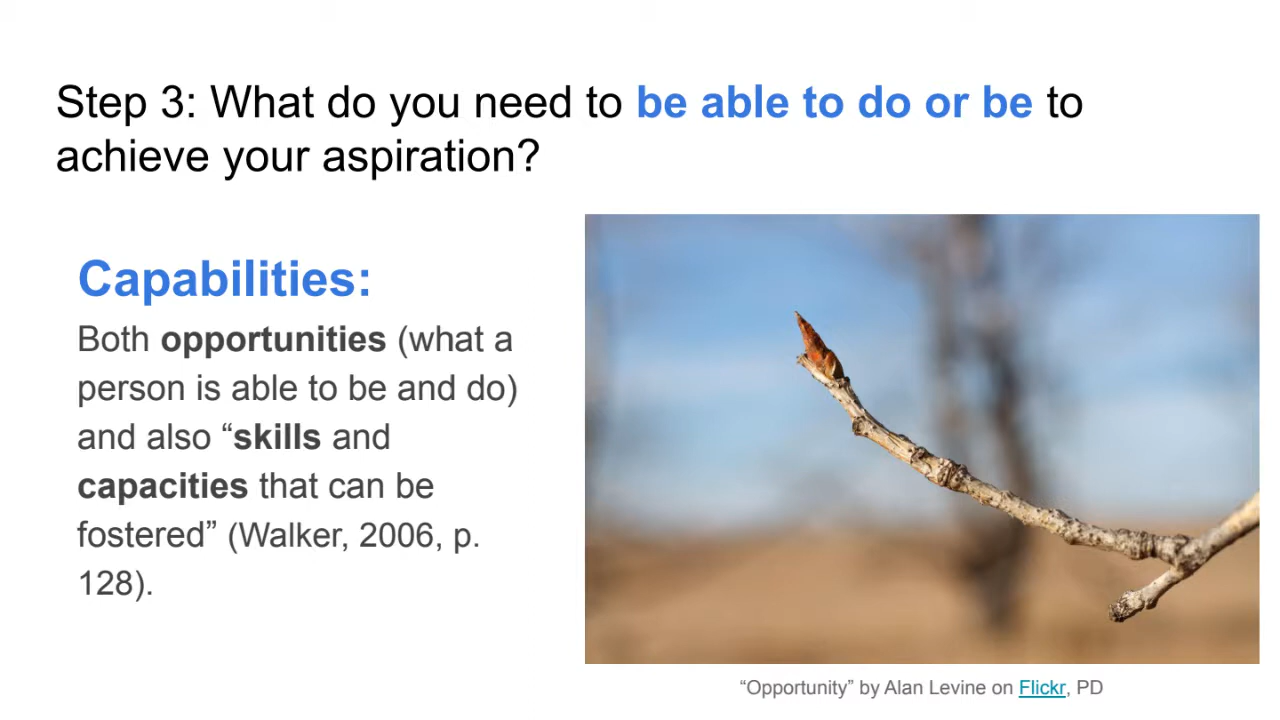 Step 3: What do you need to be able to do or be to
achieve your aspiration?
Capabilities:
Both opportunities (what a
person is able to be and do)
and also “skills and
capacities that can be
fostered” (Walker, 2006, p.
128).
“Opportunity” by Alan Levine on Flickr, PD